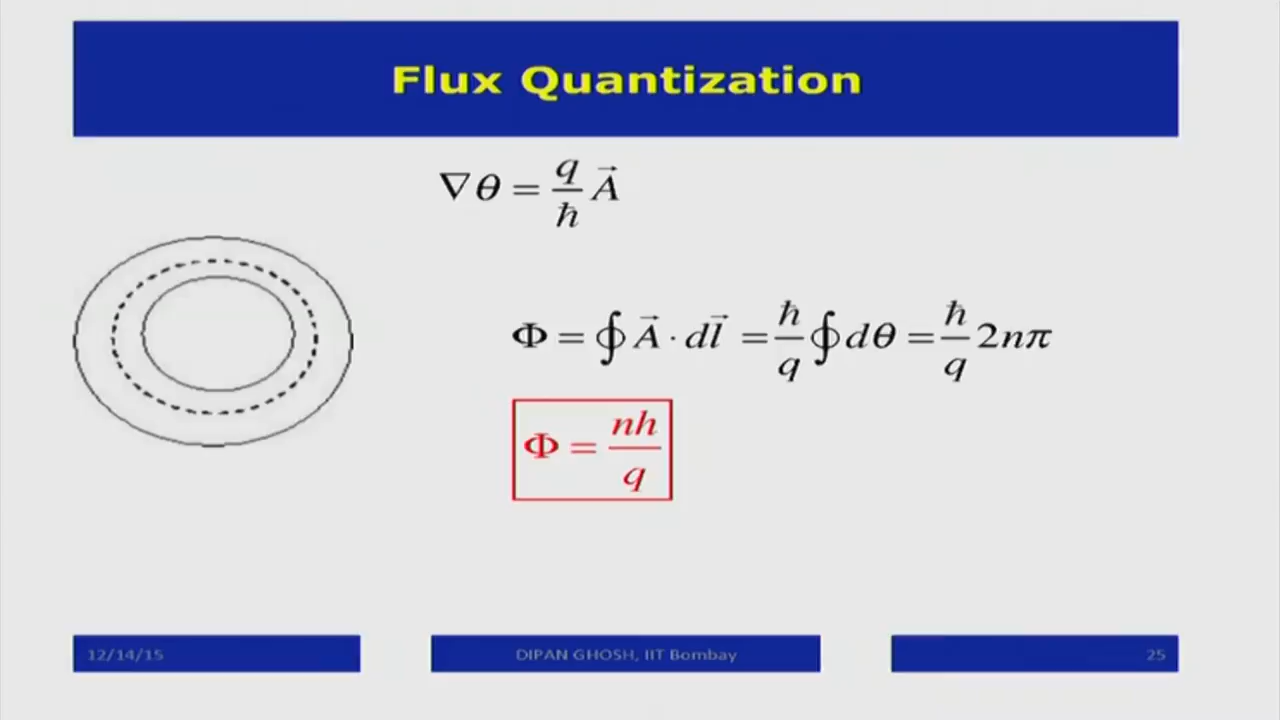 Flux Quantization
∇θ = q/ħ A⃗
Φ = ∮ A⃗ · dl⃗ = ħ/q ∮ dθ = ħ/q 2nπ
Φ = nh/q
12/14/15
DIPAN GHOSH, IIT Bombay
25